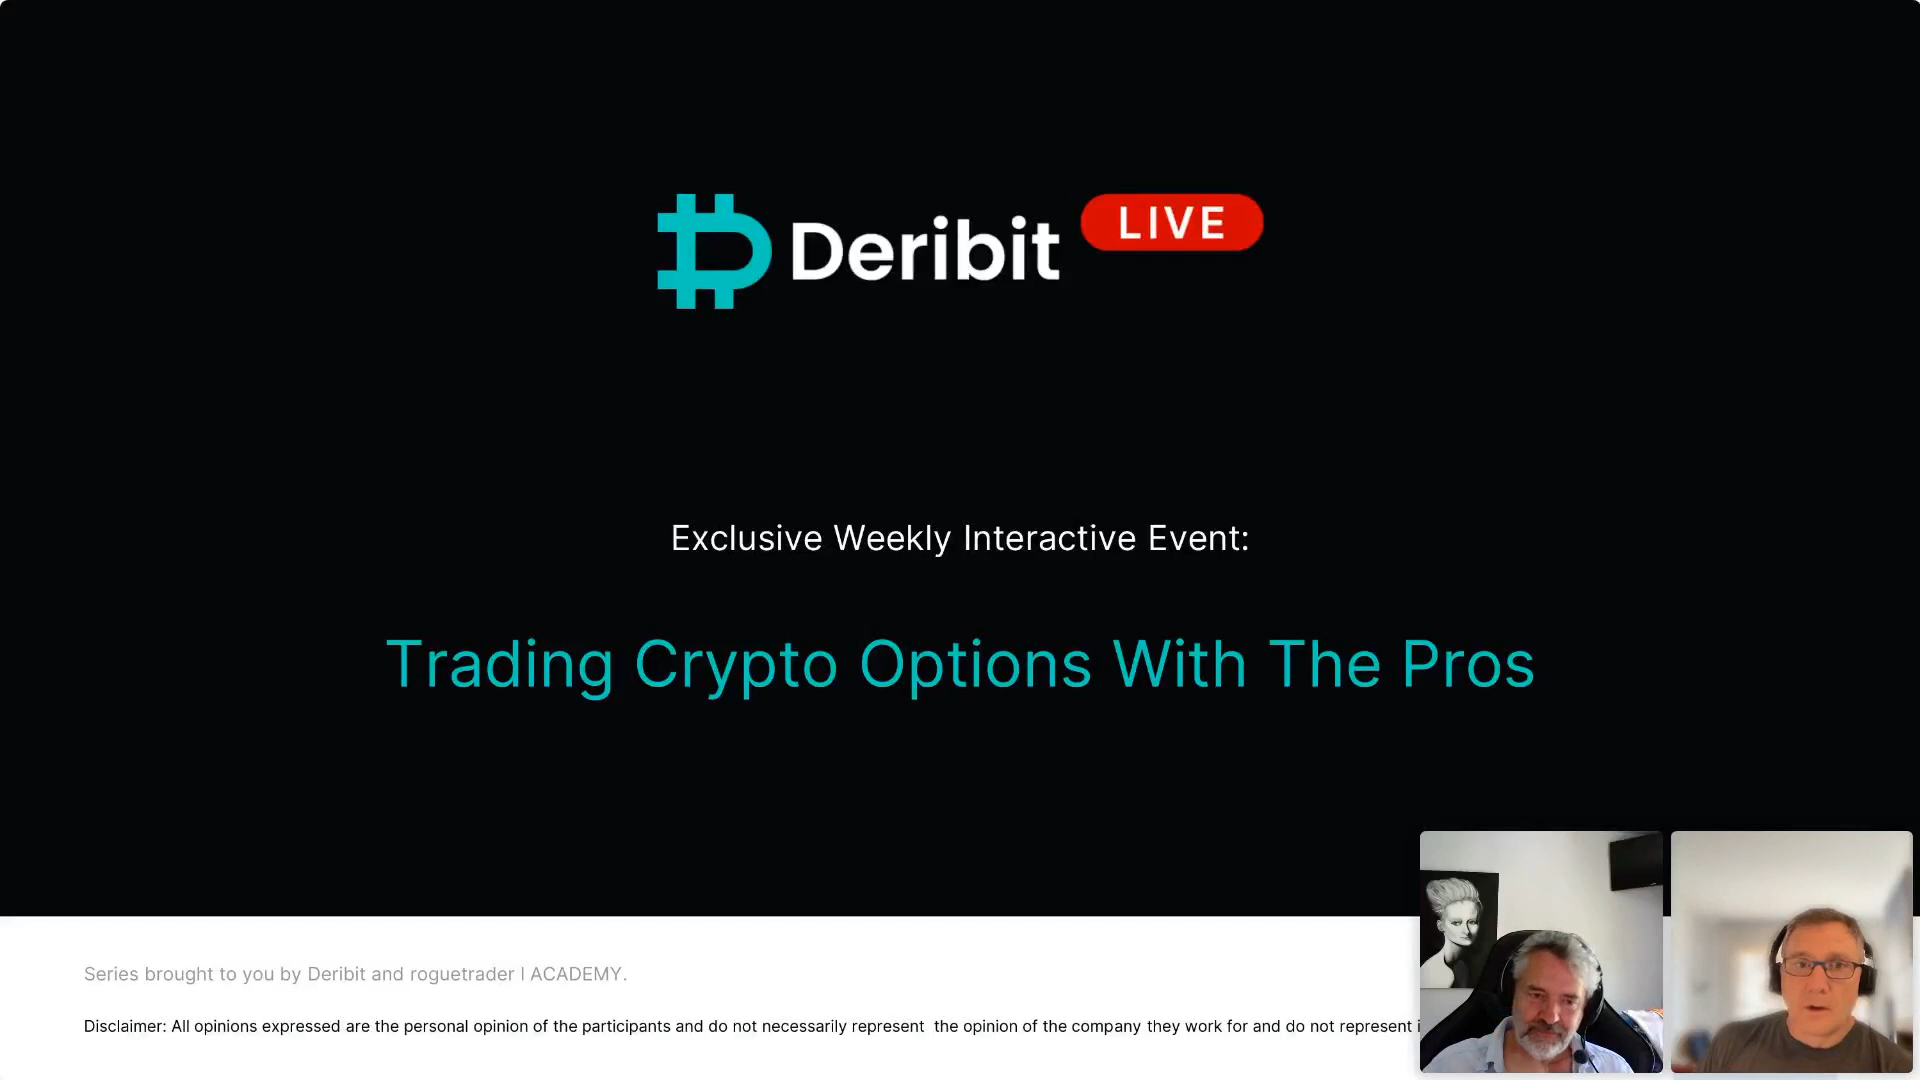 Deribit LIVE
Exclusive Weekly Interactive Event:
Trading Crypto Options With The Pros
Series brought to you by Deribit and roguetrader | ACADEMY.
Disclaimer: All opinions expressed are the personal opinion of the participants and do not necessarily represent the opinion of the company they work for and do not represent